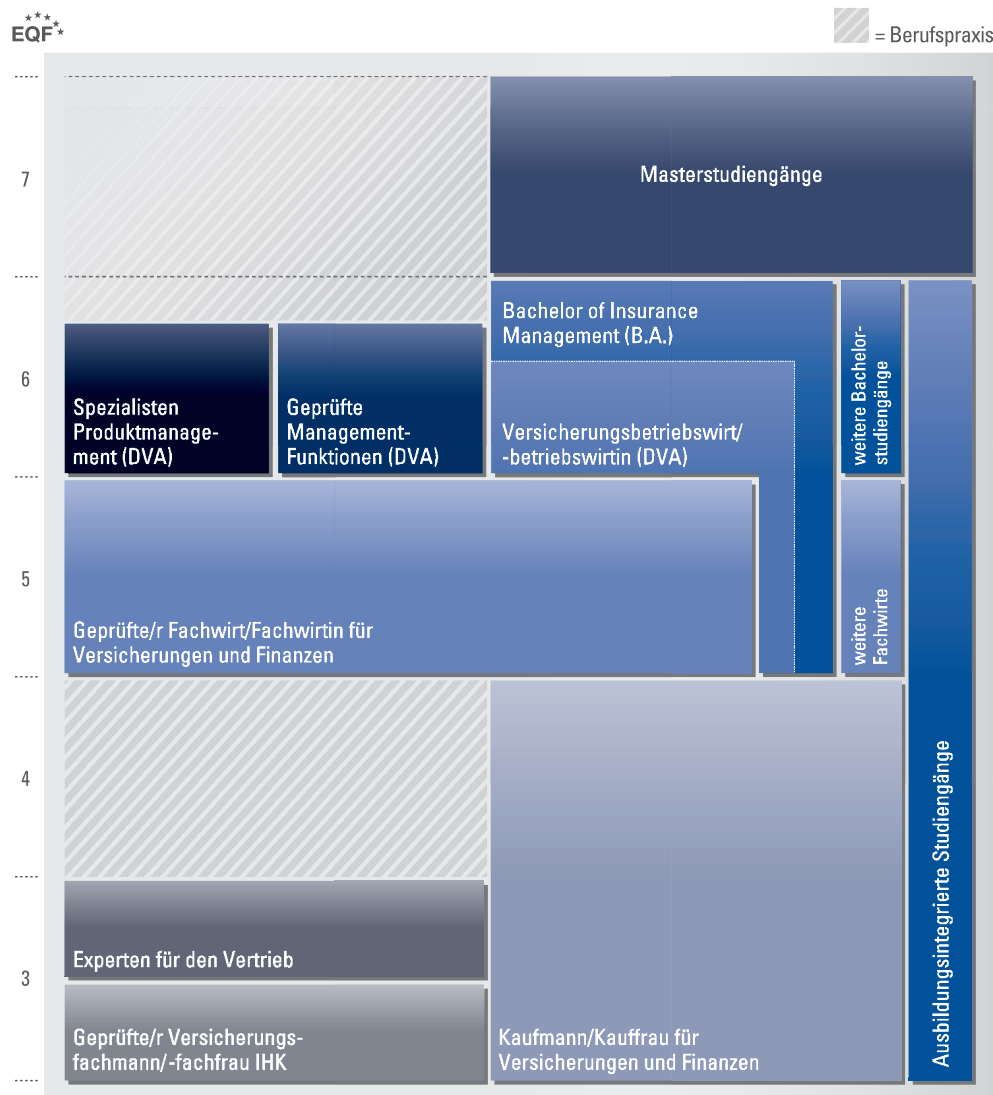 EQF
= Berufspraxis
7
Masterstudiengänge
Bachelor of Insurance
Management (B.A.)
weitere Bachelor-
studiengänge
6
Spezialisten
Produktmanage-
ment (DVA)
Geprüfte
Management-
Funktionen (DVA)
Versicherungsbetriebswirt/
-betriebswirtin (DVA)
5
Geprüfte/r Fachwirt/Fachwirtin für
Versicherungen und Finanzen
weitere
Fachwirte
4
Ausbildungsintegrierte Studiengänge
3
Experten für den Vertrieb
Geprüfte/r Versicherungs-
fachmann/-fachfrau IHK
Kaufmann/Kauffrau für
Versicherungen und Finanzen